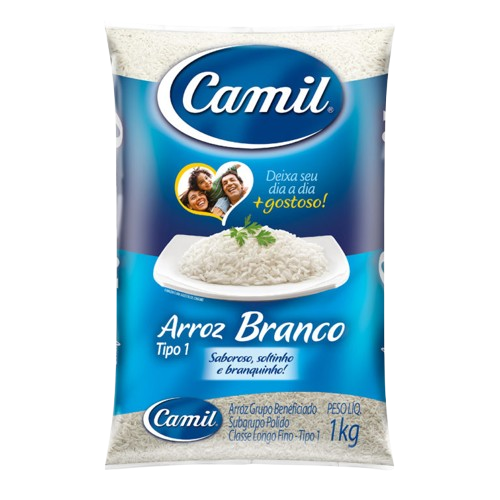 Camil®
Deixa seu
dia a dia
+gostoso!
Arroz Branco
Tipo 1
Saboroso, soltinho
e branquinho!
Camil
Arroz Grupo Beneficiado
Subgrupo Polido
Classe Longo Fino - Tipo 1
PESO LÍQ.
1kg